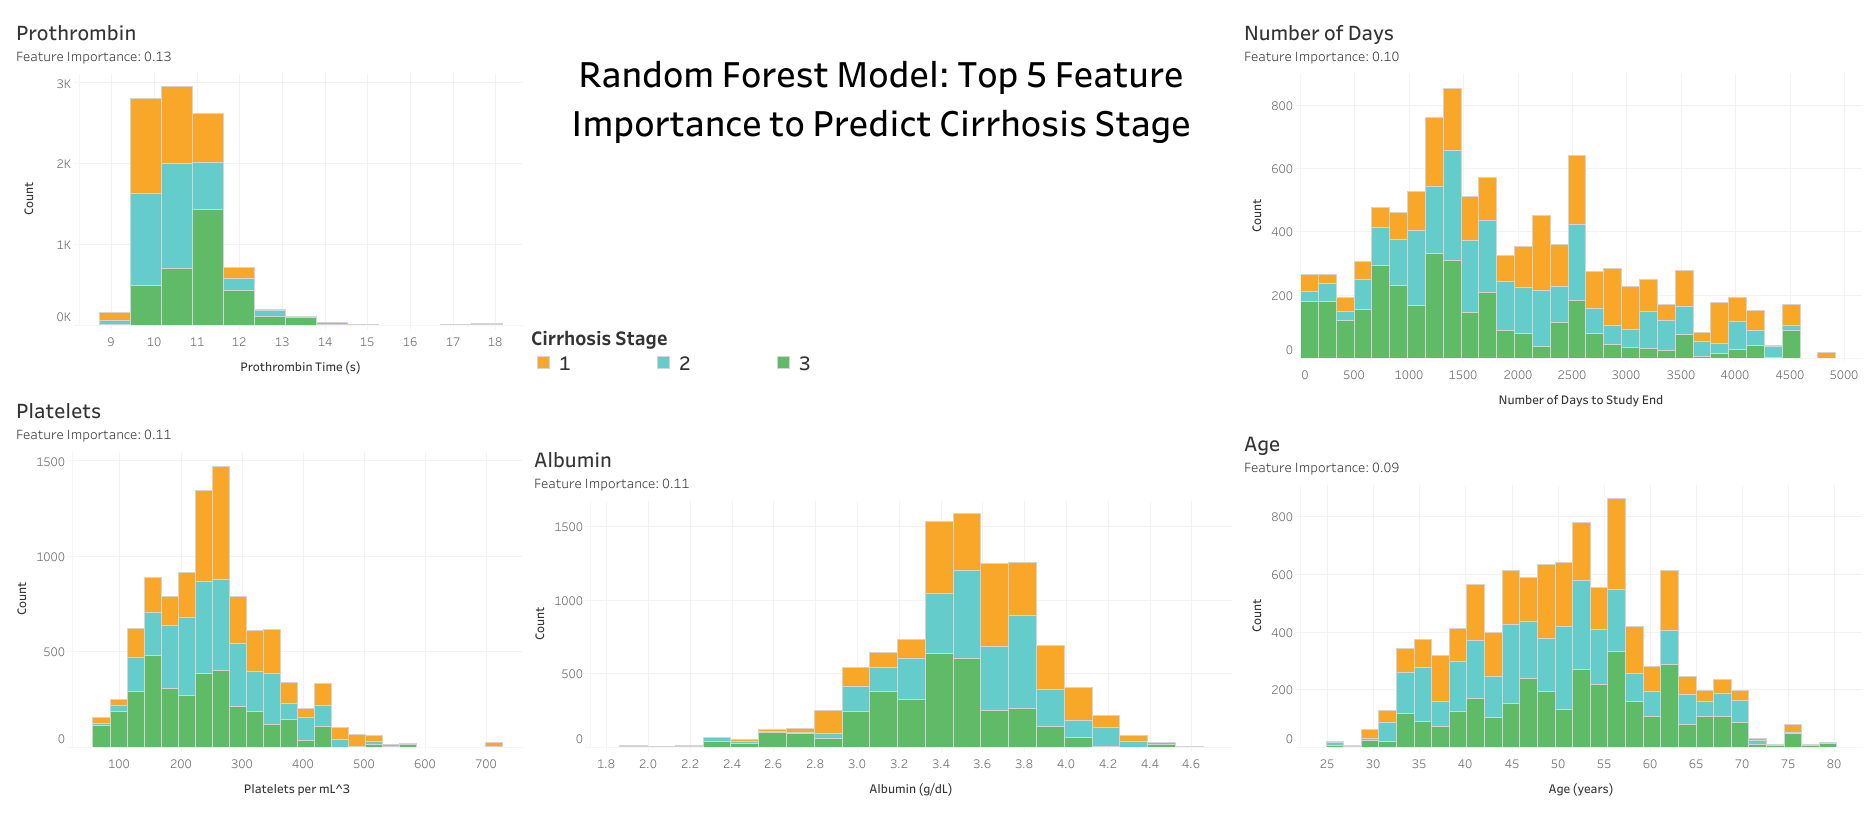 Prothrombin
Feature Importance: 0.13
3K
2K
1K
0K
Count
9 10 11 12 13 14 15 16 17 18
Prothrombin Time (s)
Random Forest Model: Top 5 Feature
Importance to Predict Cirrhosis Stage
Cirrhosis Stage
1 2 3
Number of Days
Feature Importance: 0.10
800
600
400
200
0
Count
0 500 1000 1500 2000 2500 3000 3500 4000 4500 5000
Number of Days to Study End
Platelets
Feature Importance: 0.11
1500
1000
500
0
Count
100 200 300 400 500 600 700
Platelets per mL^3
Albumin
Feature Importance: 0.11
1500
1000
500
0
Count
1.8 2.0 2.2 2.4 2.6 2.8 3.0 3.2 3.4 3.6 3.8 4.0 4.2 4.4 4.6
Albumin (g/dL)
Age
Feature Importance: 0.09
800
600
400
200
0
Count
25 30 35 40 45 50 55 60 65 70 75 80
Age (years)